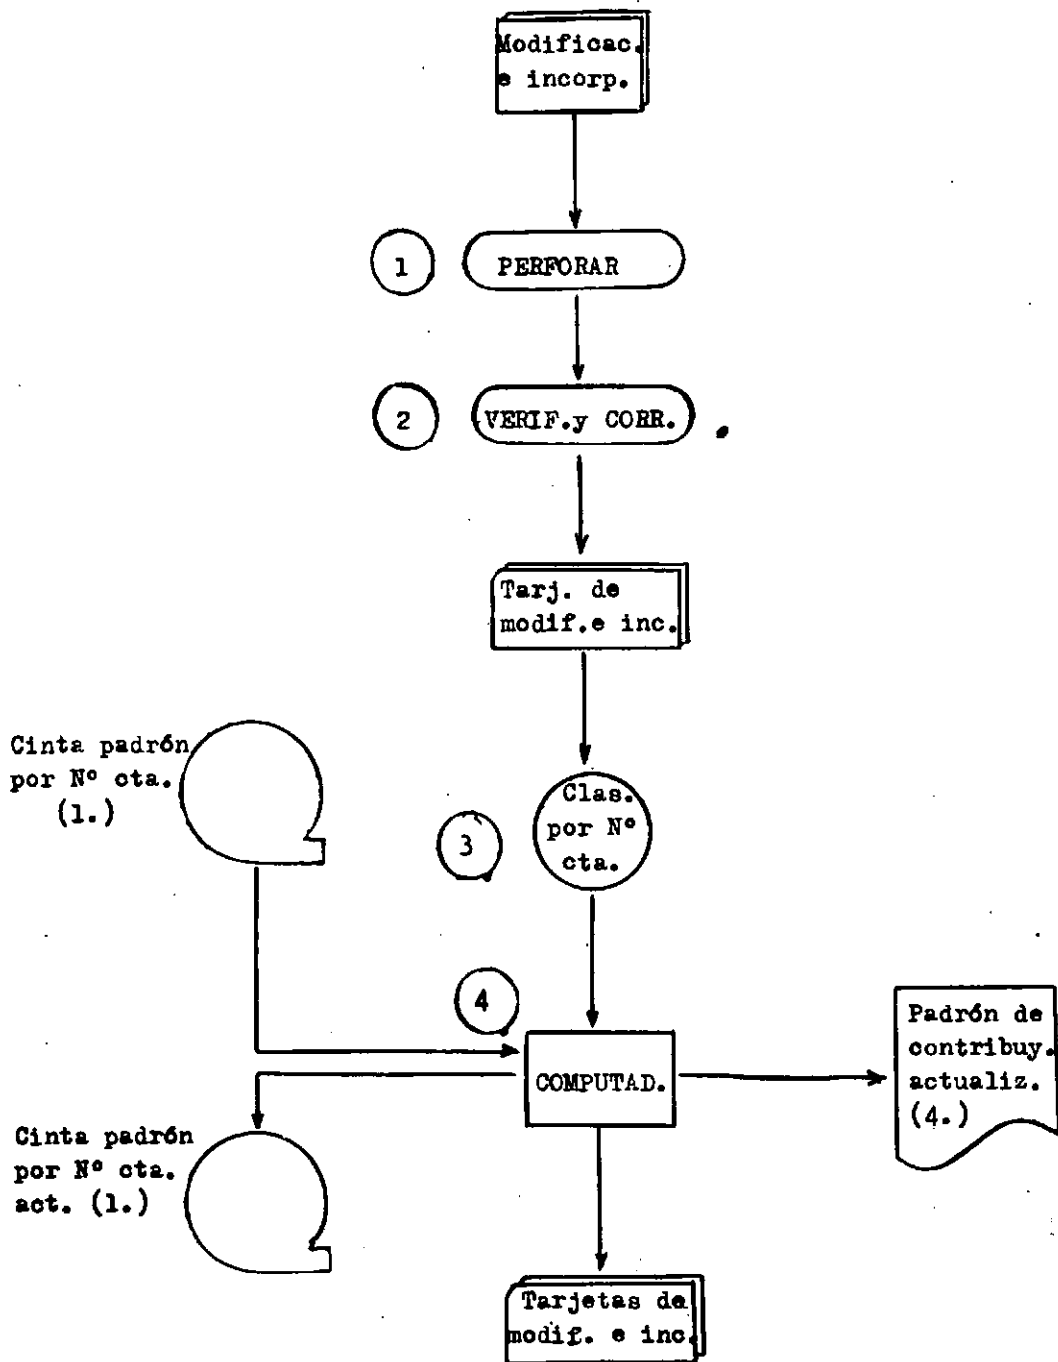 Modificac.
e incorp.
1
PERFORAR
2
VERIF.y CORR.
Tarj. de
modif.e inc.
Cinta padrón
por Nº cta.
(1.)
Clas.
por Nº
cta.
3
4
COMPUTAD.
Padrón de
contribuy.
actualiz.
(4.)
Cinta padrón
por Nº cta.
act. (1.)
Tarjetas de
modif. e inc.